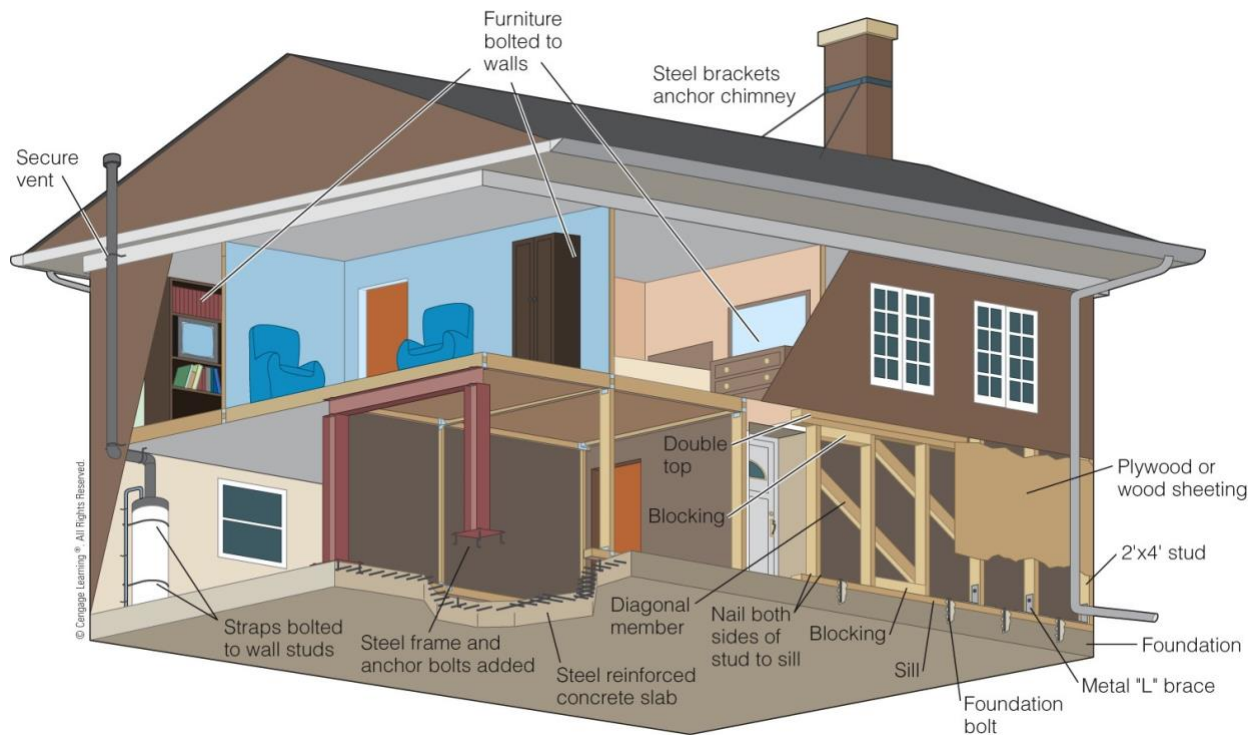 Furniture
bolted to
walls
Steel brackets
anchor chimney
Secure
vent
Double
top
Blocking
Plywood or
wood sheeting
2'x4' stud
Straps bolted
to wall studs
Steel frame and
anchor bolts added
Steel reinforced
concrete slab
Diagonal
member
Nail both
sides of
stud to sill
Blocking
Sill
Foundation
bolt
Metal "L" brace
Foundation
© Cengage Learning ® All Rights Reserved.